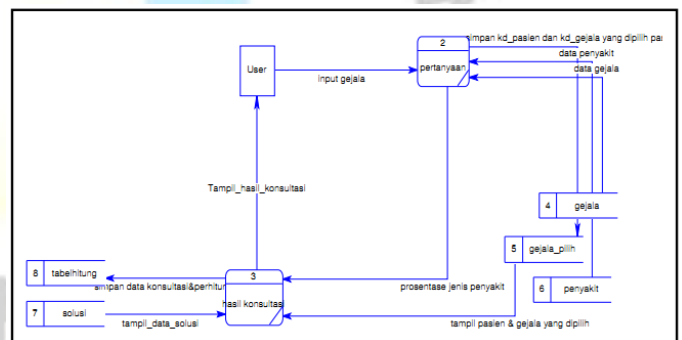 2
simpan kd_pasien dan kd_gejala yang dipilih
data penyakit
User
pertanyaan
data gejala
input gejala
Tampil_hasil_konsultasi
4 gejala
5 gejala_pilih
8 tabelhitung
3
simpan data konsultasi&perhitun
prosentase jenis penyakit
6 penyakit
hasil konsultasi
7 solusi
tampil_data_solusi
tampil pasien & gejala yang dipilih